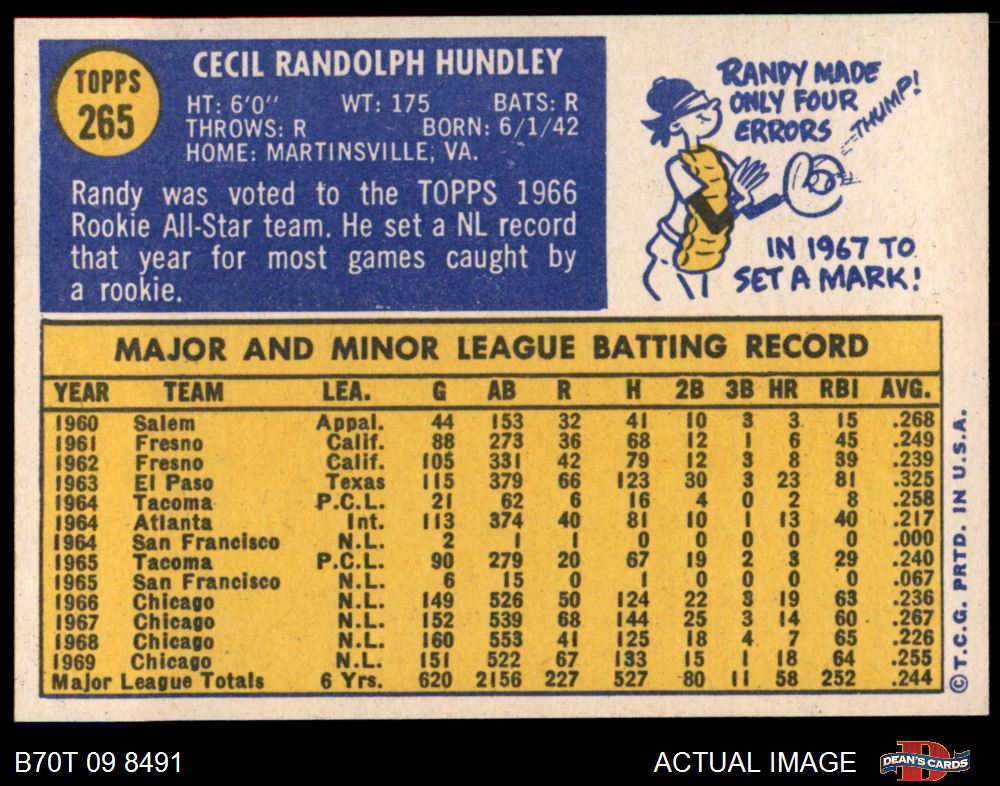 TOPPS
265
CECIL RANDOLPH HUNDLEY
HT: 6'0" WT: 175 BATS: R
THROWS: R BORN: 6/1/42
HOME: MARTINSVILLE, VA.
Randy was voted to the TOPPS 1966
Rookie All-Star team. He set a NL record
that year for most games caught by
a rookie.
RANDY MADE
ONLY FOUR
ERRORS
THUMP!
IN 1967 TO
SET A MARK!
MAJOR AND MINOR LEAGUE BATTING RECORD
YEAR TEAM LEA. G AB R H 2B 3B HR RBI AVG.
1960 Salem Appal. 44 153 32 41 10 3 3 15 .268
1961 Fresno Calif. 88 273 36 68 12 1 6 45 .249
1962 Fresno Calif. 105 331 42 79 12 3 8 39 .239
1963 El Paso Texas 115 379 66 123 30 3 23 81 .325
1964 Tacoma P.C.L. 21 62 6 16 4 0 2 8 .258
1964 Atlanta Int. 113 374 40 81 10 1 13 40 .217
1964 San Francisco N.L. 2 1 1 0 0 0 0 0 .000
1965 Tacoma P.C.L. 90 279 20 67 19 2 3 29 .240
1965 San Francisco N.L. 6 15 0 1 0 0 0 0 .067
1966 Chicago N.L. 149 526 50 124 22 3 19 63 .236
1967 Chicago N.L. 152 539 68 144 25 3 14 60 .267
1968 Chicago N.L. 160 553 41 125 18 4 7 65 .226
1969 Chicago N.L. 151 522 67 133 15 1 18 64 .255
Major League Totals 6 Yrs. 620 2156 227 527 80 11 58 252 .244
© T.C.G. PRTD. IN U.S.A.
B70T 09 8491
ACTUAL IMAGE
D
DEAN'S CARDS